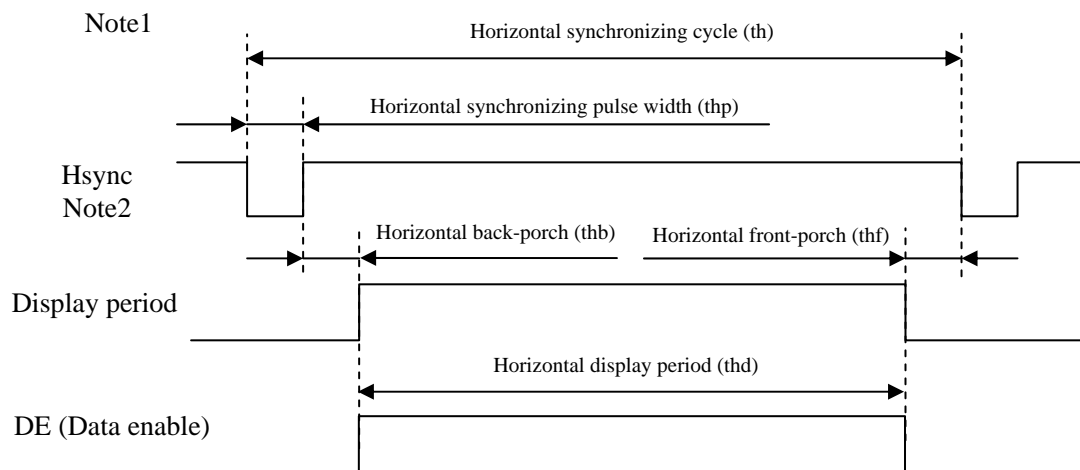 Note1
Horizontal synchronizing cycle (th)
Horizontal synchronizing pulse width (thp)
Hsync
Note2
Horizontal back-porch (thb)
Horizontal front-porch (thf)
Display period
Horizontal display period (thd)
DE (Data enable)